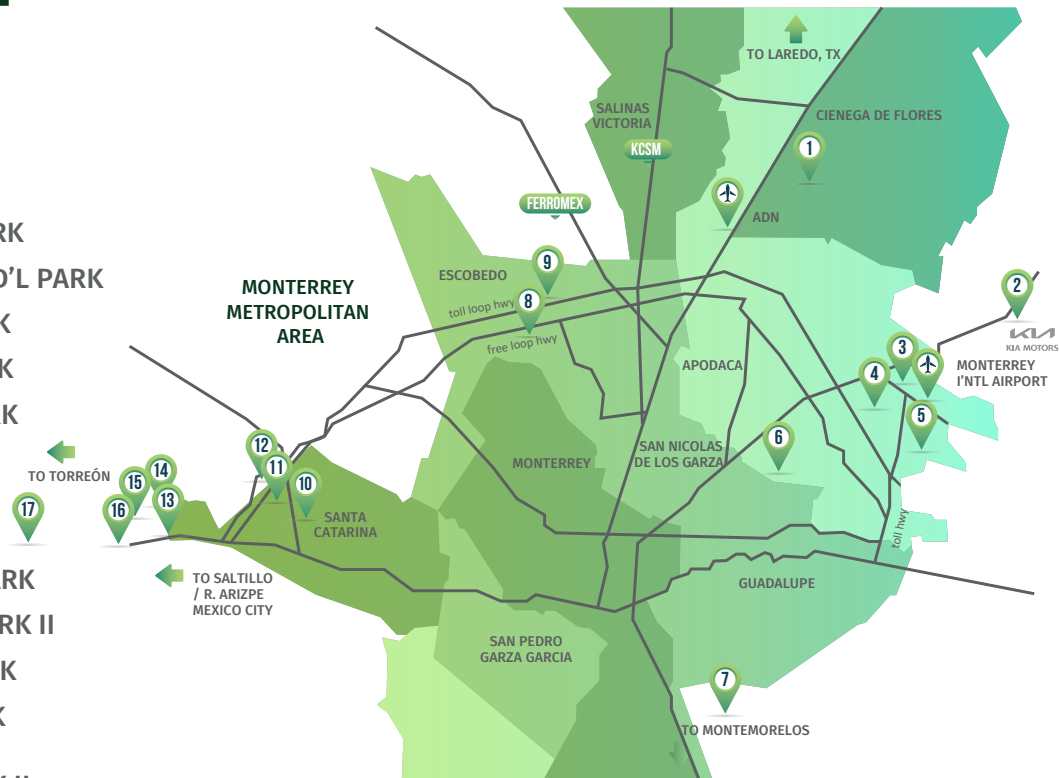 RK
D'L PARK
K
K
RK
ARK
RK II
K
K
K II
MONTERREY
METROPOLITAN
AREA
TO LAREDO, TX
SALINAS
VICTORIA
CIENEGA DE FLORES
KCSM
1
FERROMEX
ADN
9
ESCOBEDO
2
8
toll loop hwy
free loop hwy
KIA
KIA MOTORS
3
MONTERREY
I'NTL AIRPORT
4
APODACA
5
6
12
SAN NICOLAS
DE LOS GARZA
MONTERREY
11
TO TORREÓN
14
15
10
13
17
16
SANTA
CATARINA
toll hwy
TO SALTILLO
/ R. ARIZPE
MEXICO CITY
GUADALUPE
SAN PEDRO
GARZA GARCIA
7
TO MONTEMORELOS